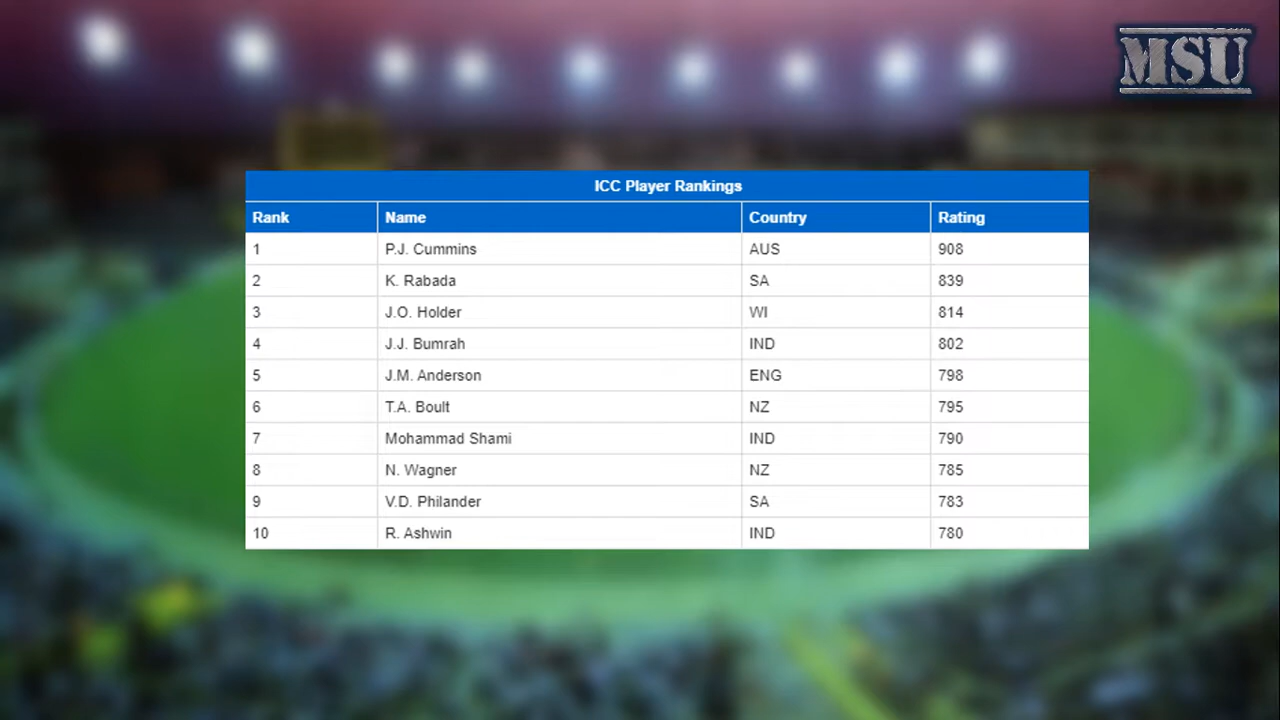 MSU
ICC Player Rankings
Rank Name Country Rating
1 P.J. Cummins AUS 908
2 K. Rabada SA 839
3 J.O. Holder WI 814
4 J.J. Bumrah IND 802
5 J.M. Anderson ENG 798
6 T.A. Boult NZ 795
7 Mohammad Shami IND 790
8 N. Wagner NZ 785
9 V.D. Philander SA 783
10 R. Ashwin IND 780